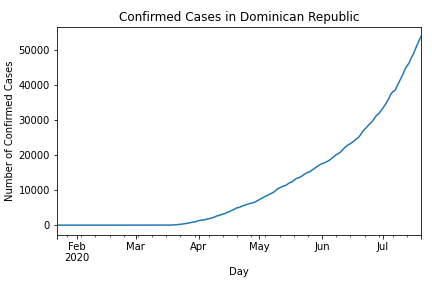 Confirmed Cases in Dominican Republic
Number of Confirmed Cases
50000
40000
30000
20000
10000
0
Feb
2020
Mar
Apr
May
Jun
Jul
Day